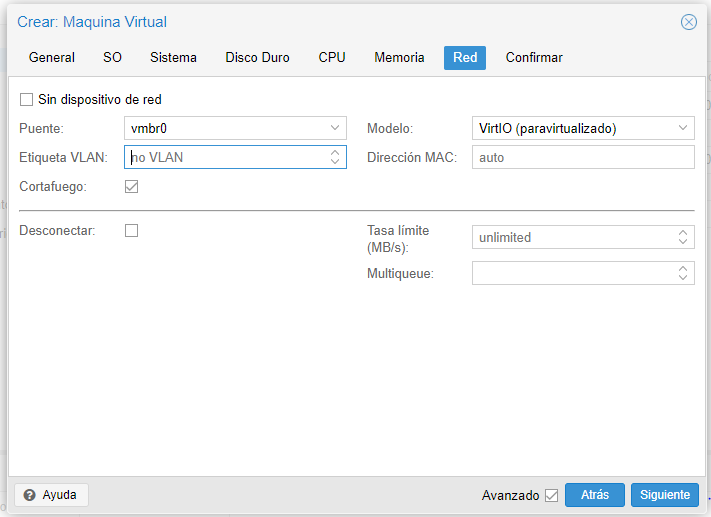 Crear: Maquina Virtual
General SO Sistema Disco Duro CPU Memoria Red Confirmar
Sin dispositivo de red
Puente: vmbr0 Modelo: VirtIO (paravirtualizado)
Etiqueta VLAN: no VLAN Dirección MAC: auto
Cortafuego:
Desconectar: Tasa límite unlimited
(MB/s):
Multiqueue:
Ayuda Avanzado Atrás Siguiente